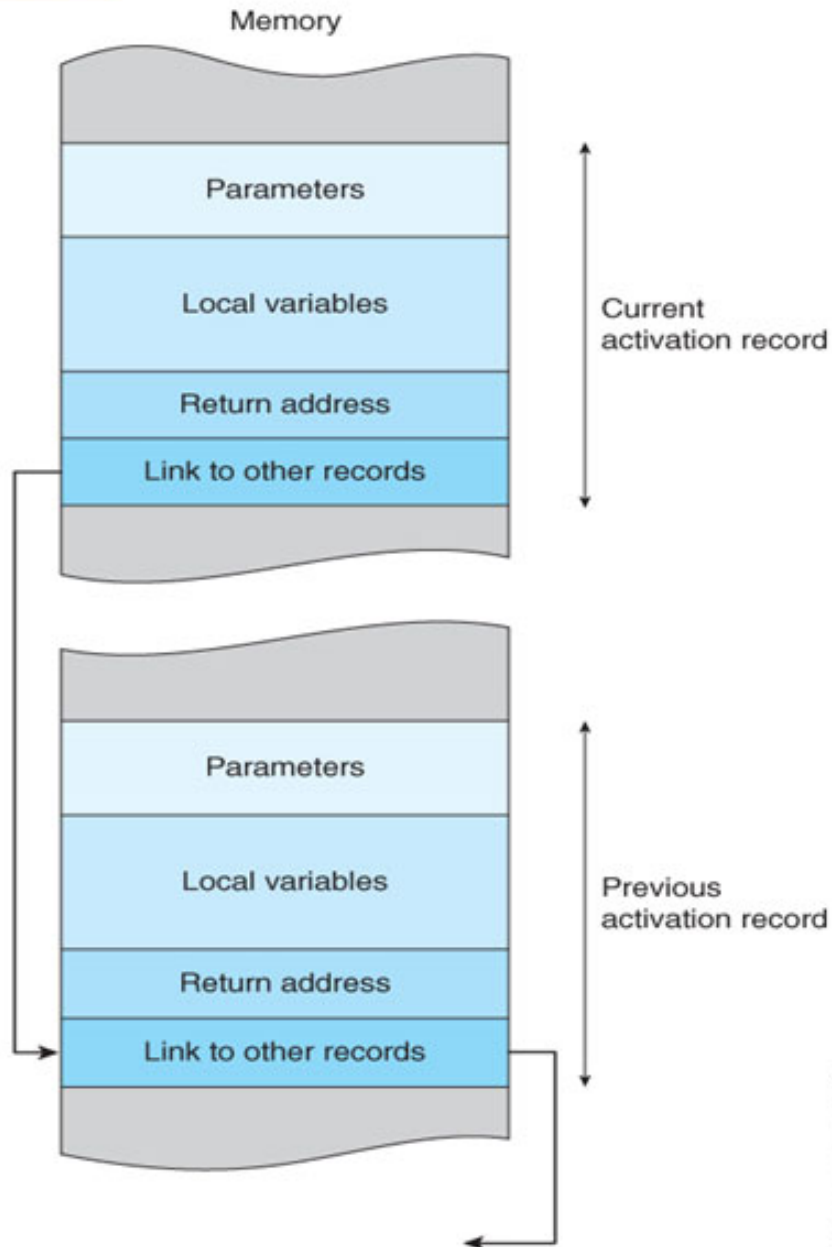 Memory
Parameters
Local variables
Return address
Link to other records
Current
activation record
Parameters
Local variables
Return address
Link to other records
Previous
activation record